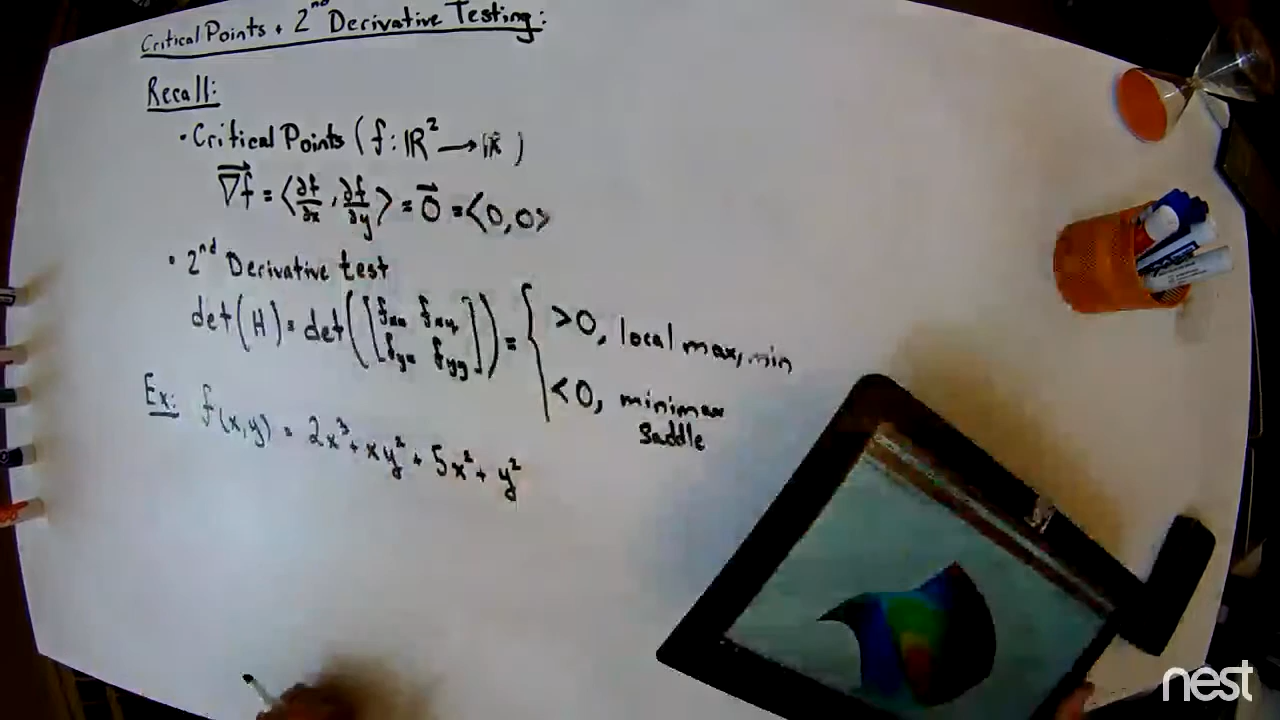 Critical Points + 2nd Derivative Testing:
Recall:
• Critical Points (f: ℝ² → ℝ)
∇⃗f = ⟨∂f/∂x, ∂f/∂y⟩ = 0⃗ = <0,0>
• 2nd Derivative test
det(H) = det([fxx fxy
fyx fyy]) = { >0, local max, min
<0, minimax
saddle
Ex: f(x,y) = 2x³ + xy² + 5x² + y²
nest